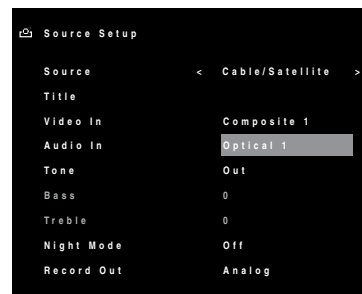 Source Setup
Source < Cable/Satellite >
Title
Video In Composite 1
Audio In Optical 1
Tone Out
Bass 0
Treble 0
Night Mode Off
Record Out Analog